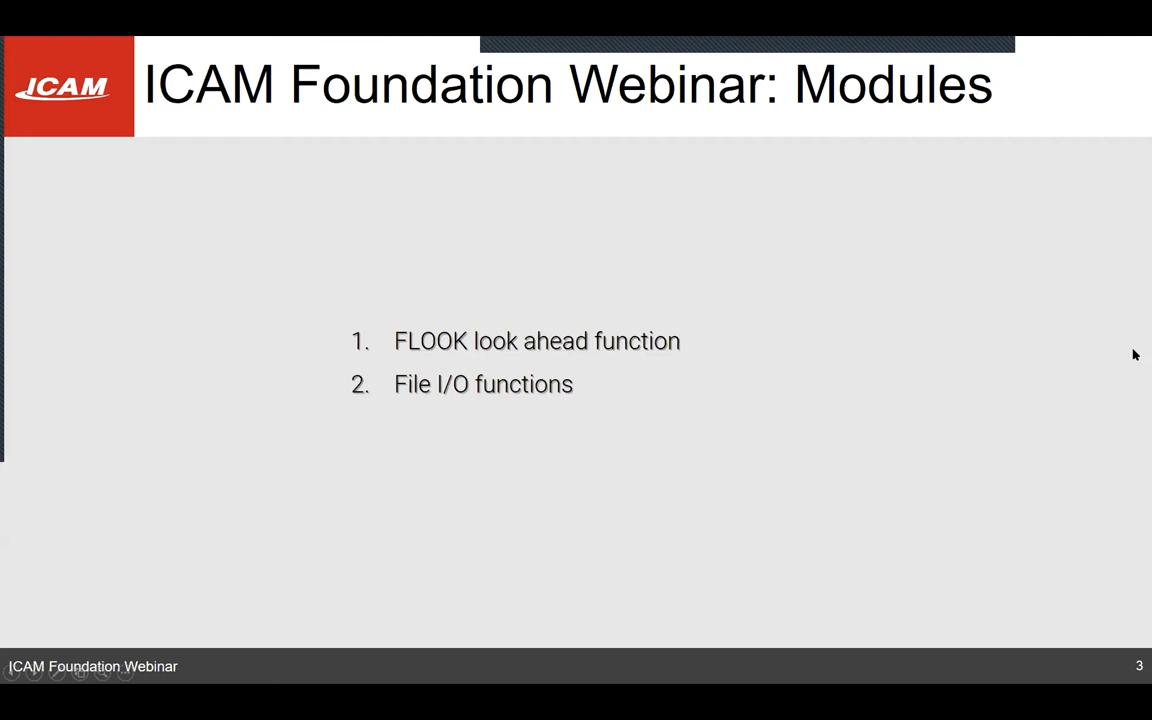 ICAM
ICAM Foundation Webinar: Modules
1. FLOOK look ahead function
2. File I/O functions
ICAM Foundation Webinar
3